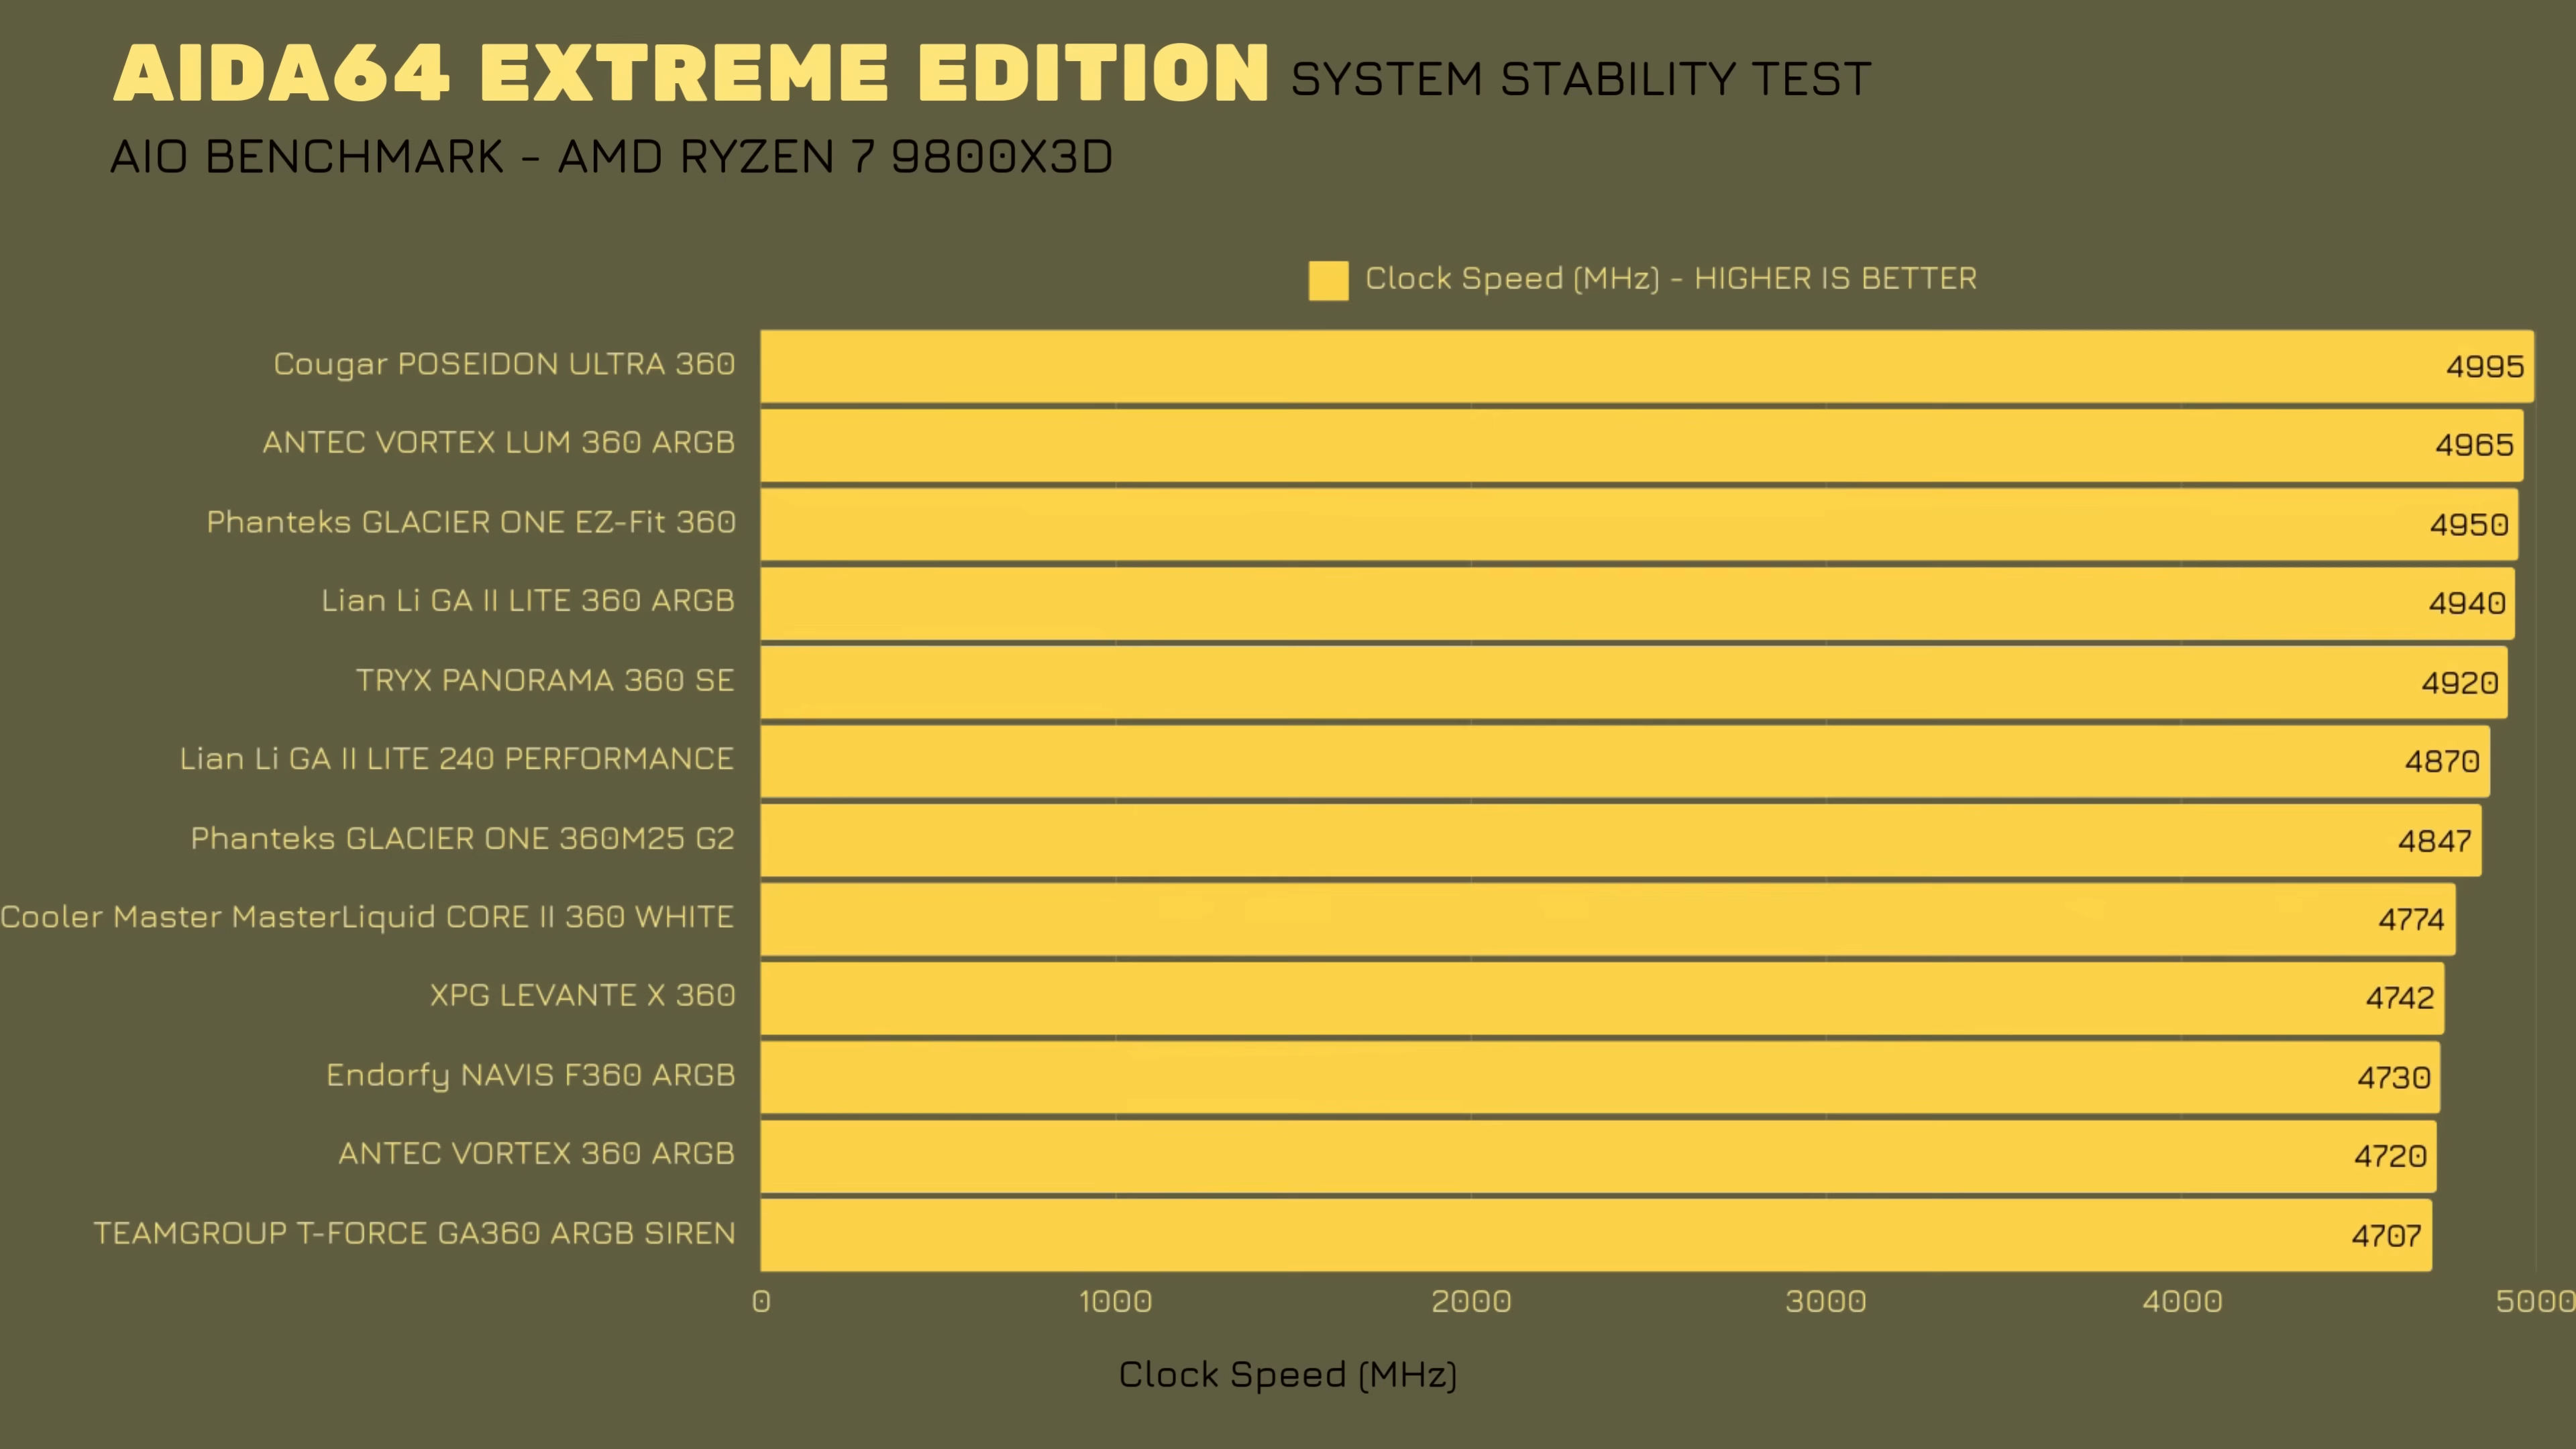 AIDA64 EXTREME EDITION SYSTEM STABILITY TEST
AIO BENCHMARK - AMD RYZEN 7 9800X3D
Clock Speed (MHz) - HIGHER IS BETTER
Cougar POSEIDON ULTRA 360 4995
ANTEC VORTEX LUM 360 ARGB 4965
Phanteks GLACIER ONE EZ-Fit 360 4950
Lian Li GA II LITE 360 ARGB 4940
TRYX PANORAMA 360 SE 4920
Lian Li GA II LITE 240 PERFORMANCE 4870
Phanteks GLACIER ONE 360M25 G2 4847
Cooler Master MasterLiquid CORE II 360 WHITE 4774
XPG LEVANTE X 360 4742
Endorfy NAVIS F360 ARGB 4730
ANTEC VORTEX 360 ARGB 4720
TEAMGROUP T-FORCE GA360 ARGB SIREN 4707
0 1000 2000 3000 4000 5000
Clock Speed (MHz)